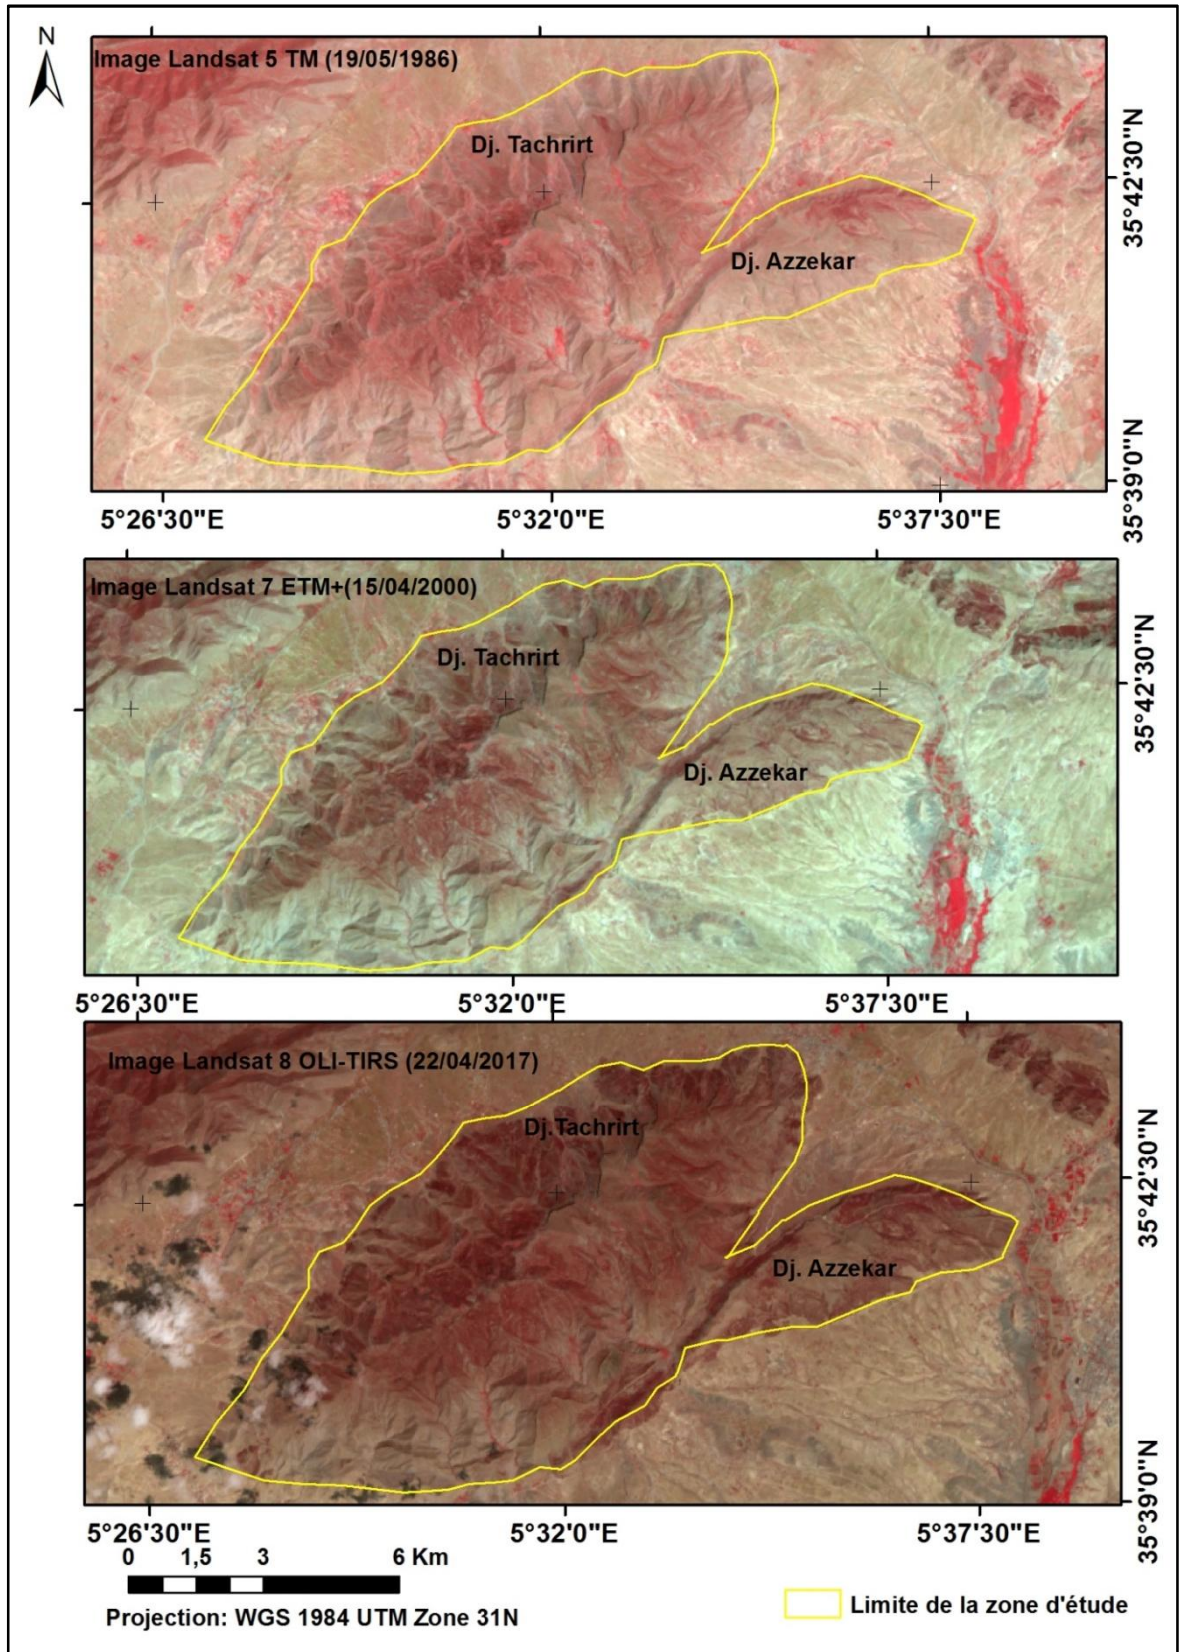 N
Image Landsat 5 TM (19/05/1986)
Dj. Tachrirt
Dj. Azzekar
35°42'30"N
35°39'0"N
5°26'30"E
5°32'0"E
5°37'30"E
Image Landsat 7 ETM+(15/04/2000)
Dj. Tachrirt
Dj. Azzekar
35°42'30"N
5°26'30"E
5°32'0"E
5°37'30"E
Image Landsat 8 OLI-TIRS (22/04/2017)
Dj.Tachrirt
Dj. Azzekar
35°42'30"N
35°39'0"N
5°26'30"E
5°32'0"E
5°37'30"E
0 1,5 3 6 Km
Projection: WGS 1984 UTM Zone 31N
Limite de la zone d'étude